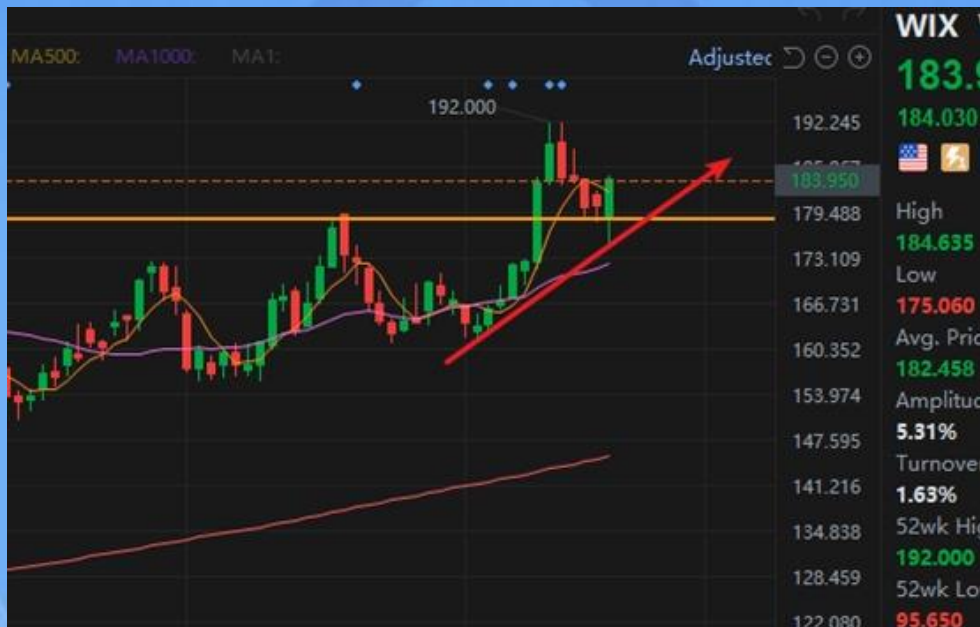 WIX
MA500: MA1000: MA1:
Adjusted
192.000
192.245
183.950
179.488
173.109
166.731
160.352
153.974
147.595
141.216
134.838
128.459
122.080
184.030
High
184.635
Low
175.060
Avg. Pric
182.458
Amplitud
5.31%
Turnove
1.63%
52wk Hig
192.000
52wk Lo
95.650